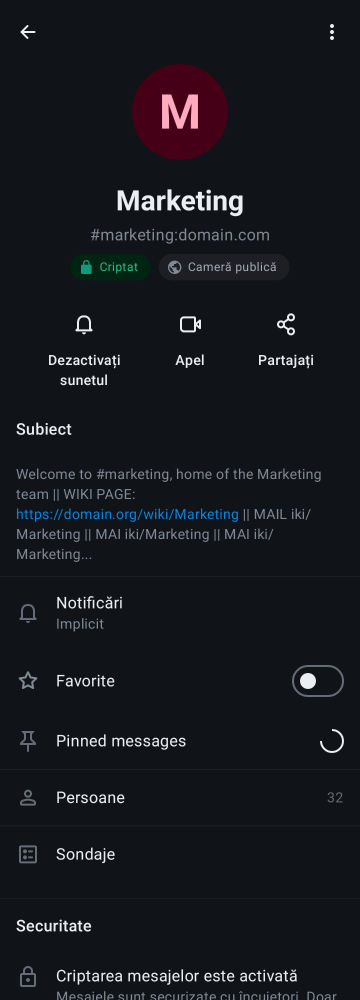 M
Marketing
#marketing:domain.com
Criptat
Cameră publică
Dezactivați
sunetul
Apel
Partajați
Subiect
Welcome to #marketing, home of the Marketing
team || WIKI PAGE:
https://domain.org/wiki/Marketing || MAIL iki/
Marketing || MAI iki/Marketing || MAI iki/
Marketing...
Notificări
Implicit
Favorite
Pinned messages
Persoane
32
Sondaje
Securitate
Criptarea mesajelor este activată
Mesajele sunt securizate cu încuietori. Doar